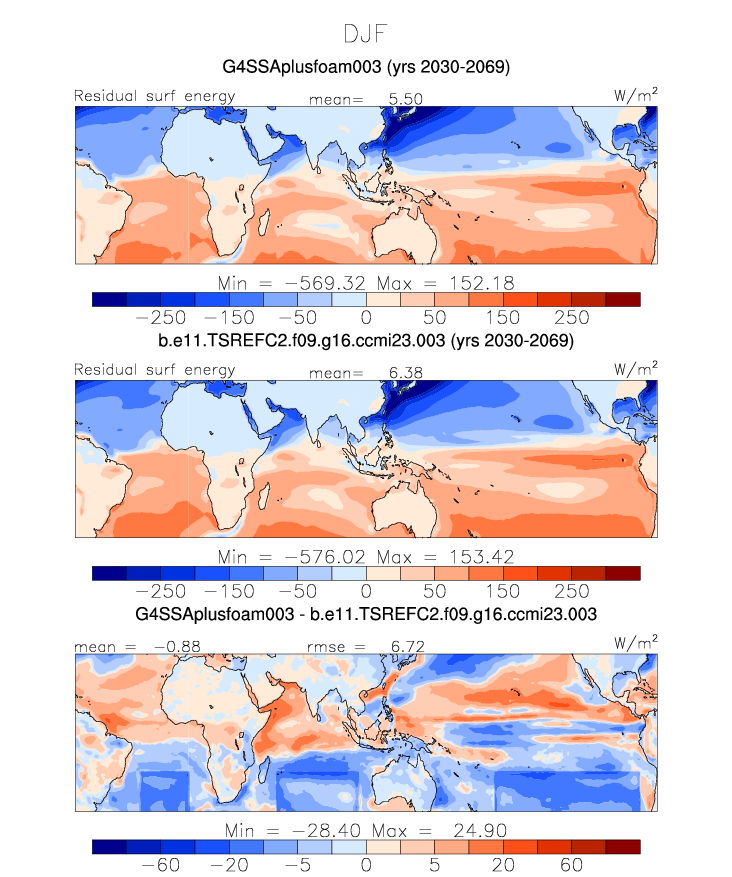 DJF
G4SSAplusfoam003 (yrs 2030-2069)
Residual surf energy mean= 5.50 W/m²
Min = −569.32 Max = 152.18
−250 −150 −50 0 50 150 250
b.e11.TSREFC2.f09.g16.ccmi23.003 (yrs 2030-2069)
Residual surf energy mean= 6.38 W/m²
Min = −576.02 Max = 153.42
−250 −150 −50 0 50 150 250
G4SSAplusfoam003 - b.e11.TSREFC2.f09.g16.ccmi23.003
mean = −0.88 rmse = 6.72 W/m²
Min = −28.40 Max = 24.90
−60 −20 −5 0 5 20 60